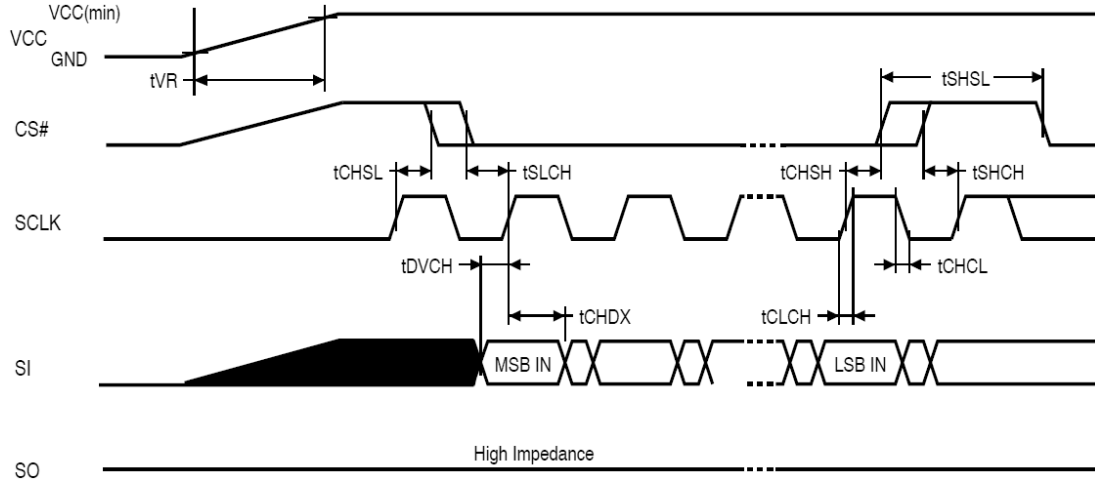 VCC(min)
VCC
GND
tVR
tSHSL
CS#
tCHSL
tSLCH
tCHSH
tSHCH
SCLK
tDVCH
tCHCL
tCHDX
tCLCH
SI
MSB IN
LSB IN
High Impedance
SO